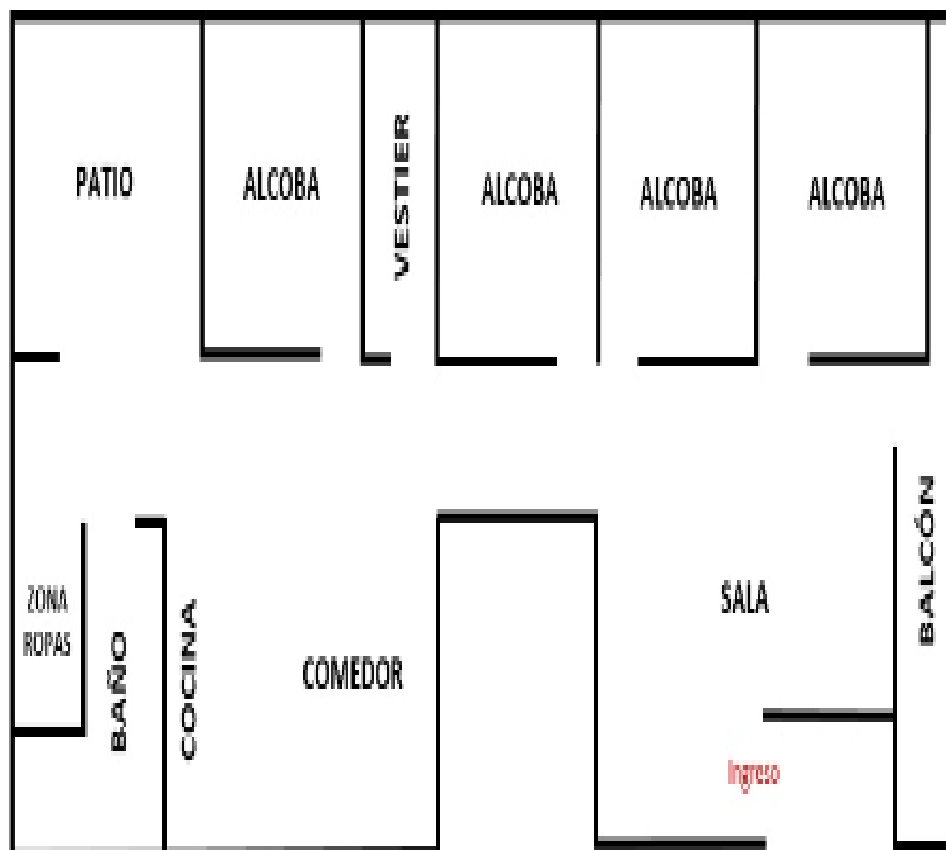 PATIO
ALCOBA
VESTIER
ALCOBA
ALCOBA
ALCOBA
ZONA
ROPAS
BAÑO
COCINA
COMEDOR
SALA
BALCÓN
Ingreso